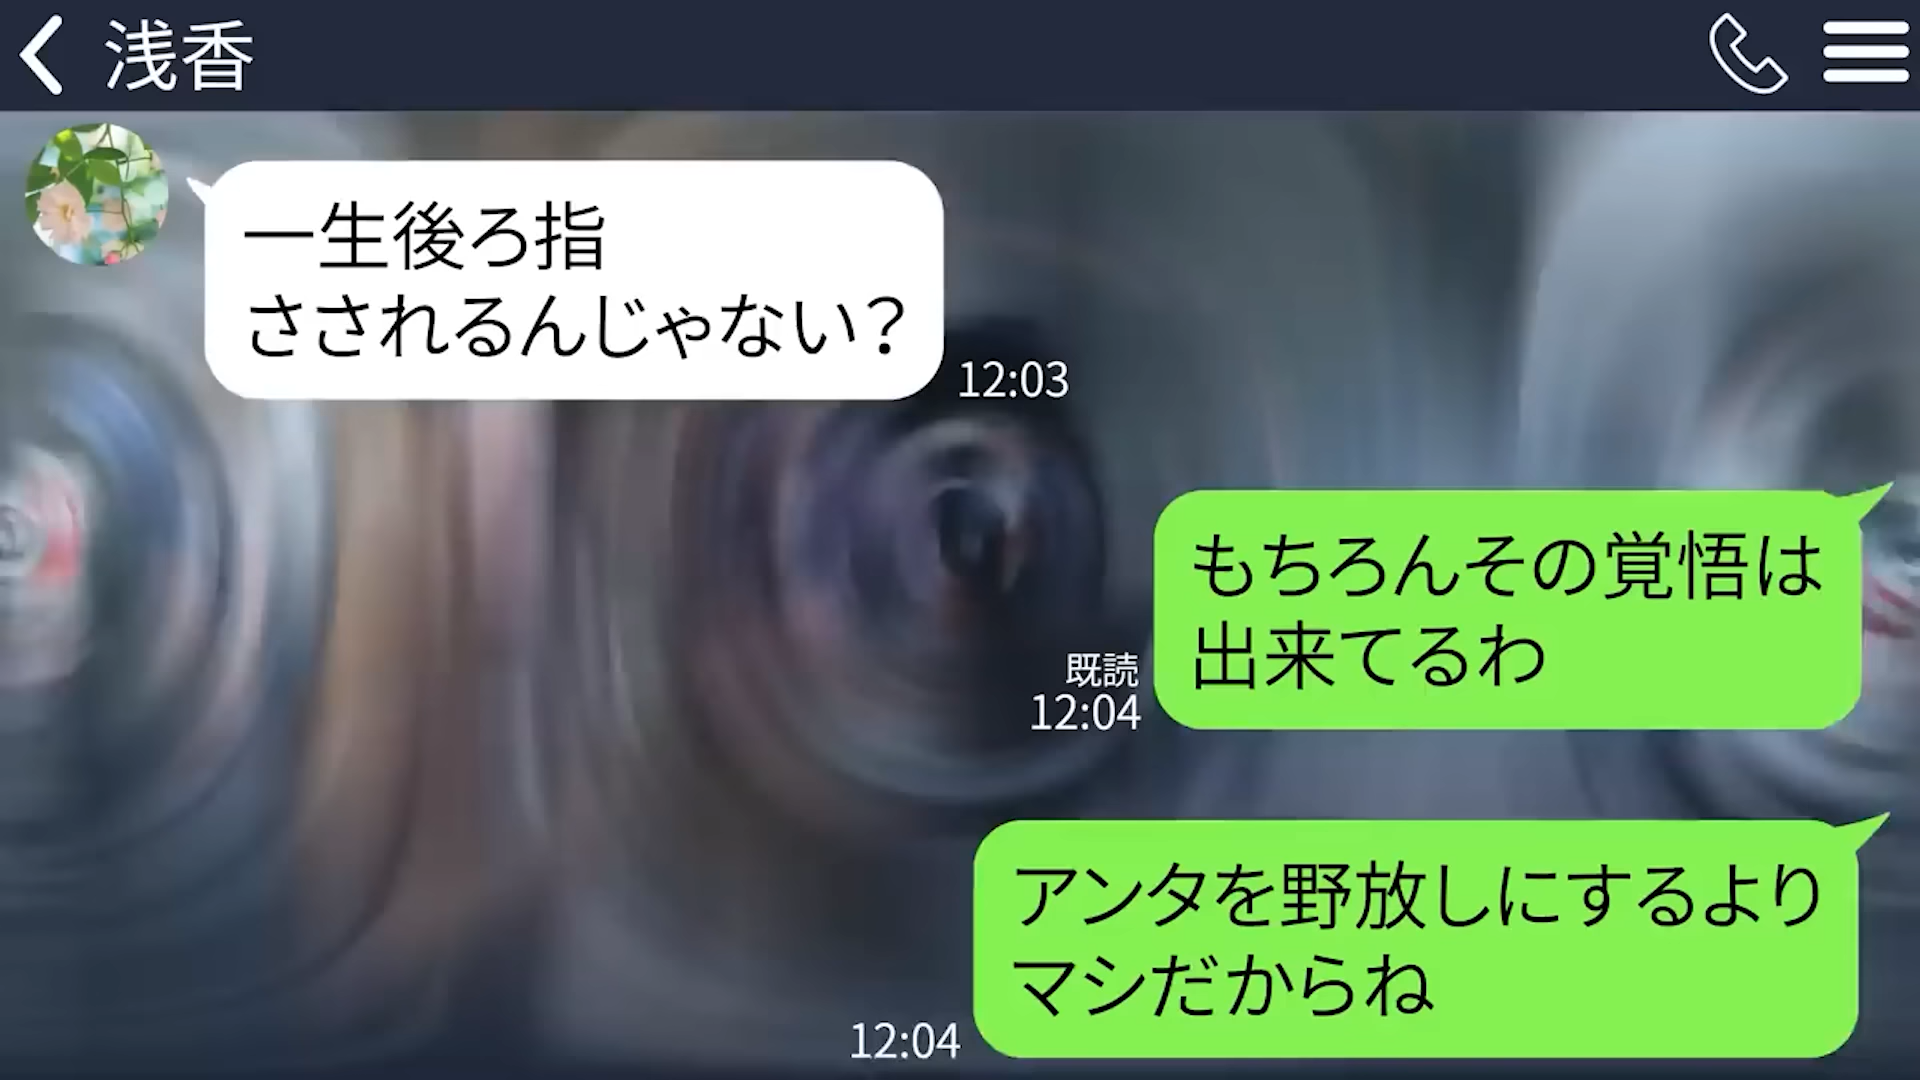 浅香
一生後ろ指
さされるんじゃない？
12:03
もちろんその覚悟は
出来てるわ
既読
12:04
アンタを野放しにするより
マシだからね
12:04